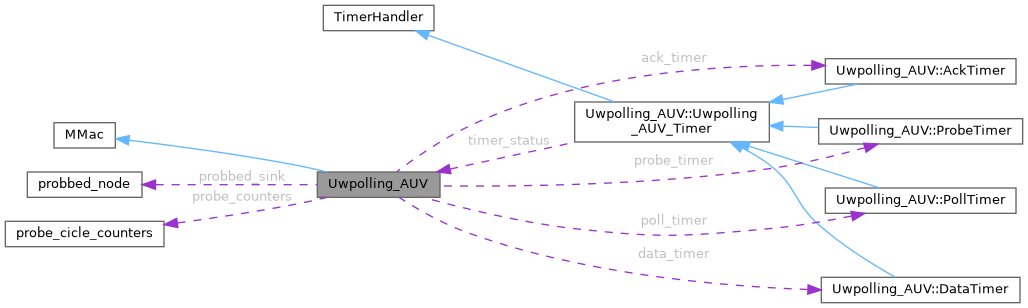 TimerHandler
ack_timer
Uwpolling_AUV::AckTimer
Uwpolling_AUV::Uwpolling
_AUV_Timer
MMac
timer_status
Uwpolling_AUV::ProbeTimer
probe_timer
probbed_node
probbed_sink
Uwpolling_AUV
probe_counters
Uwpolling_AUV::PollTimer
poll_timer
probe_cicle_counters
data_timer
Uwpolling_AUV::DataTimer